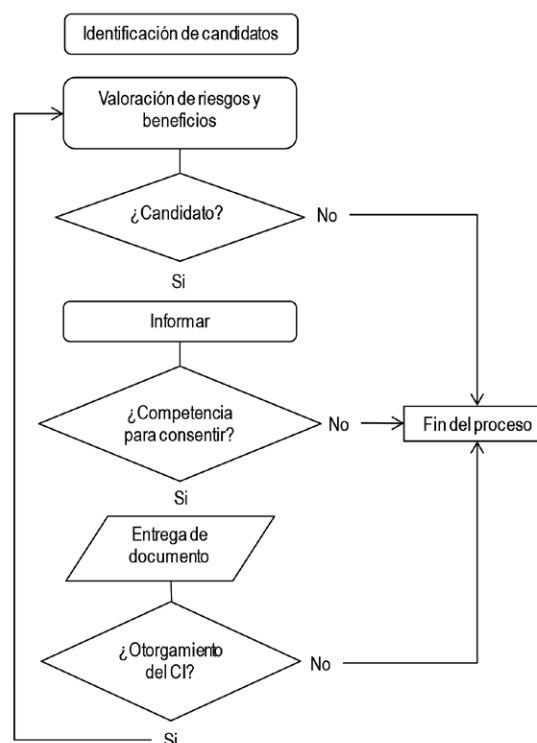 Identificación de candidatos
Valoración de riesgos y
beneficios
¿Candidato?
No
Si
Informar
¿Competencia
para consentir?
No
Fin del proceso
Si
Entrega de
documento
¿Otorgamiento
del CI?
No
Si